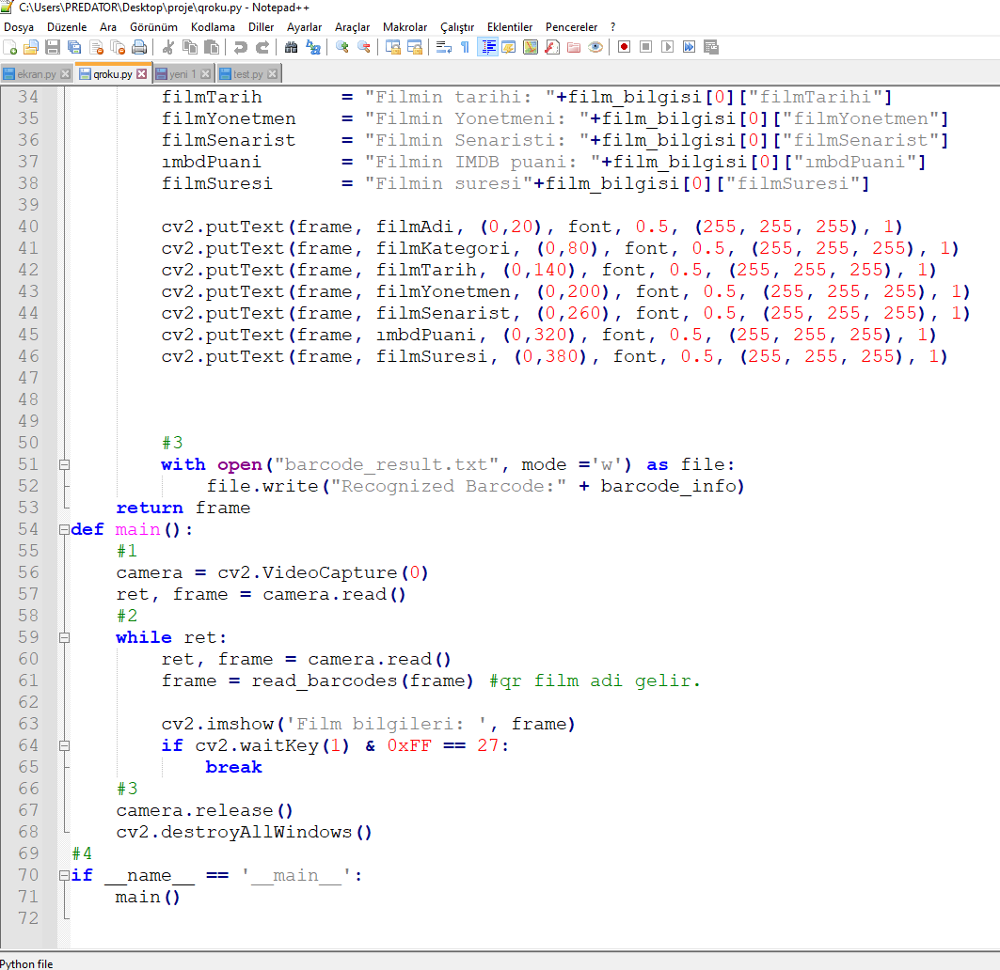 C:\Users\PREDATOR\Desktop\proje\qroku.py - Notepad++
Dosya Düzenle Ara Görünüm Kodlama Diller Ayarlar Araçlar Makrolar Çalıştır Eklentiler Pencereler ?
ekran.py qroku.py yeni 1 test.py
34 filmTarih = "Filmin tarihi: "+film_bilgisi[0]["filmTarihi"]
35 filmYonetmen = "Filmin Yonetmeni: "+film_bilgisi[0]["filmYonetmen"]
36 filmSenarist = "Filmin Senaristi: "+film_bilgisi[0]["filmSenarist"]
37 ımbdPuani = "Filmin IMDB puani: "+film_bilgisi[0]["ımbdPuani"]
38 filmSuresi = "Filmin suresi"+film_bilgisi[0]["filmSuresi"]
39
40 cv2.putText(frame, filmAdi, (0,20), font, 0.5, (255, 255, 255), 1)
41 cv2.putText(frame, filmKategori, (0,80), font, 0.5, (255, 255, 255), 1)
42 cv2.putText(frame, filmTarih, (0,140), font, 0.5, (255, 255, 255), 1)
43 cv2.putText(frame, filmYonetmen, (0,200), font, 0.5, (255, 255, 255), 1)
44 cv2.putText(frame, filmSenarist, (0,260), font, 0.5, (255, 255, 255), 1)
45 cv2.putText(frame, ımbdPuani, (0,320), font, 0.5, (255, 255, 255), 1)
46 cv2.putText(frame, filmSuresi, (0,380), font, 0.5, (255, 255, 255), 1)
47
48
49
50 #3
51 with open("barcode_result.txt", mode ='w') as file:
52 file.write("Recognized Barcode:" + barcode_info)
53 return frame
54 def main():
55 #1
56 camera = cv2.VideoCapture(0)
57 ret, frame = camera.read()
58 #2
59 while ret:
60 ret, frame = camera.read()
61 frame = read_barcodes(frame) #qr film adi gelir.
62
63 cv2.imshow('Film bilgileri: ', frame)
64 if cv2.waitKey(1) & 0xFF == 27:
65 break
66 #3
67 camera.release()
68 cv2.destroyAllWindows()
69 #4
70 if __name__ == '__main__':
71 main()
72
Python file